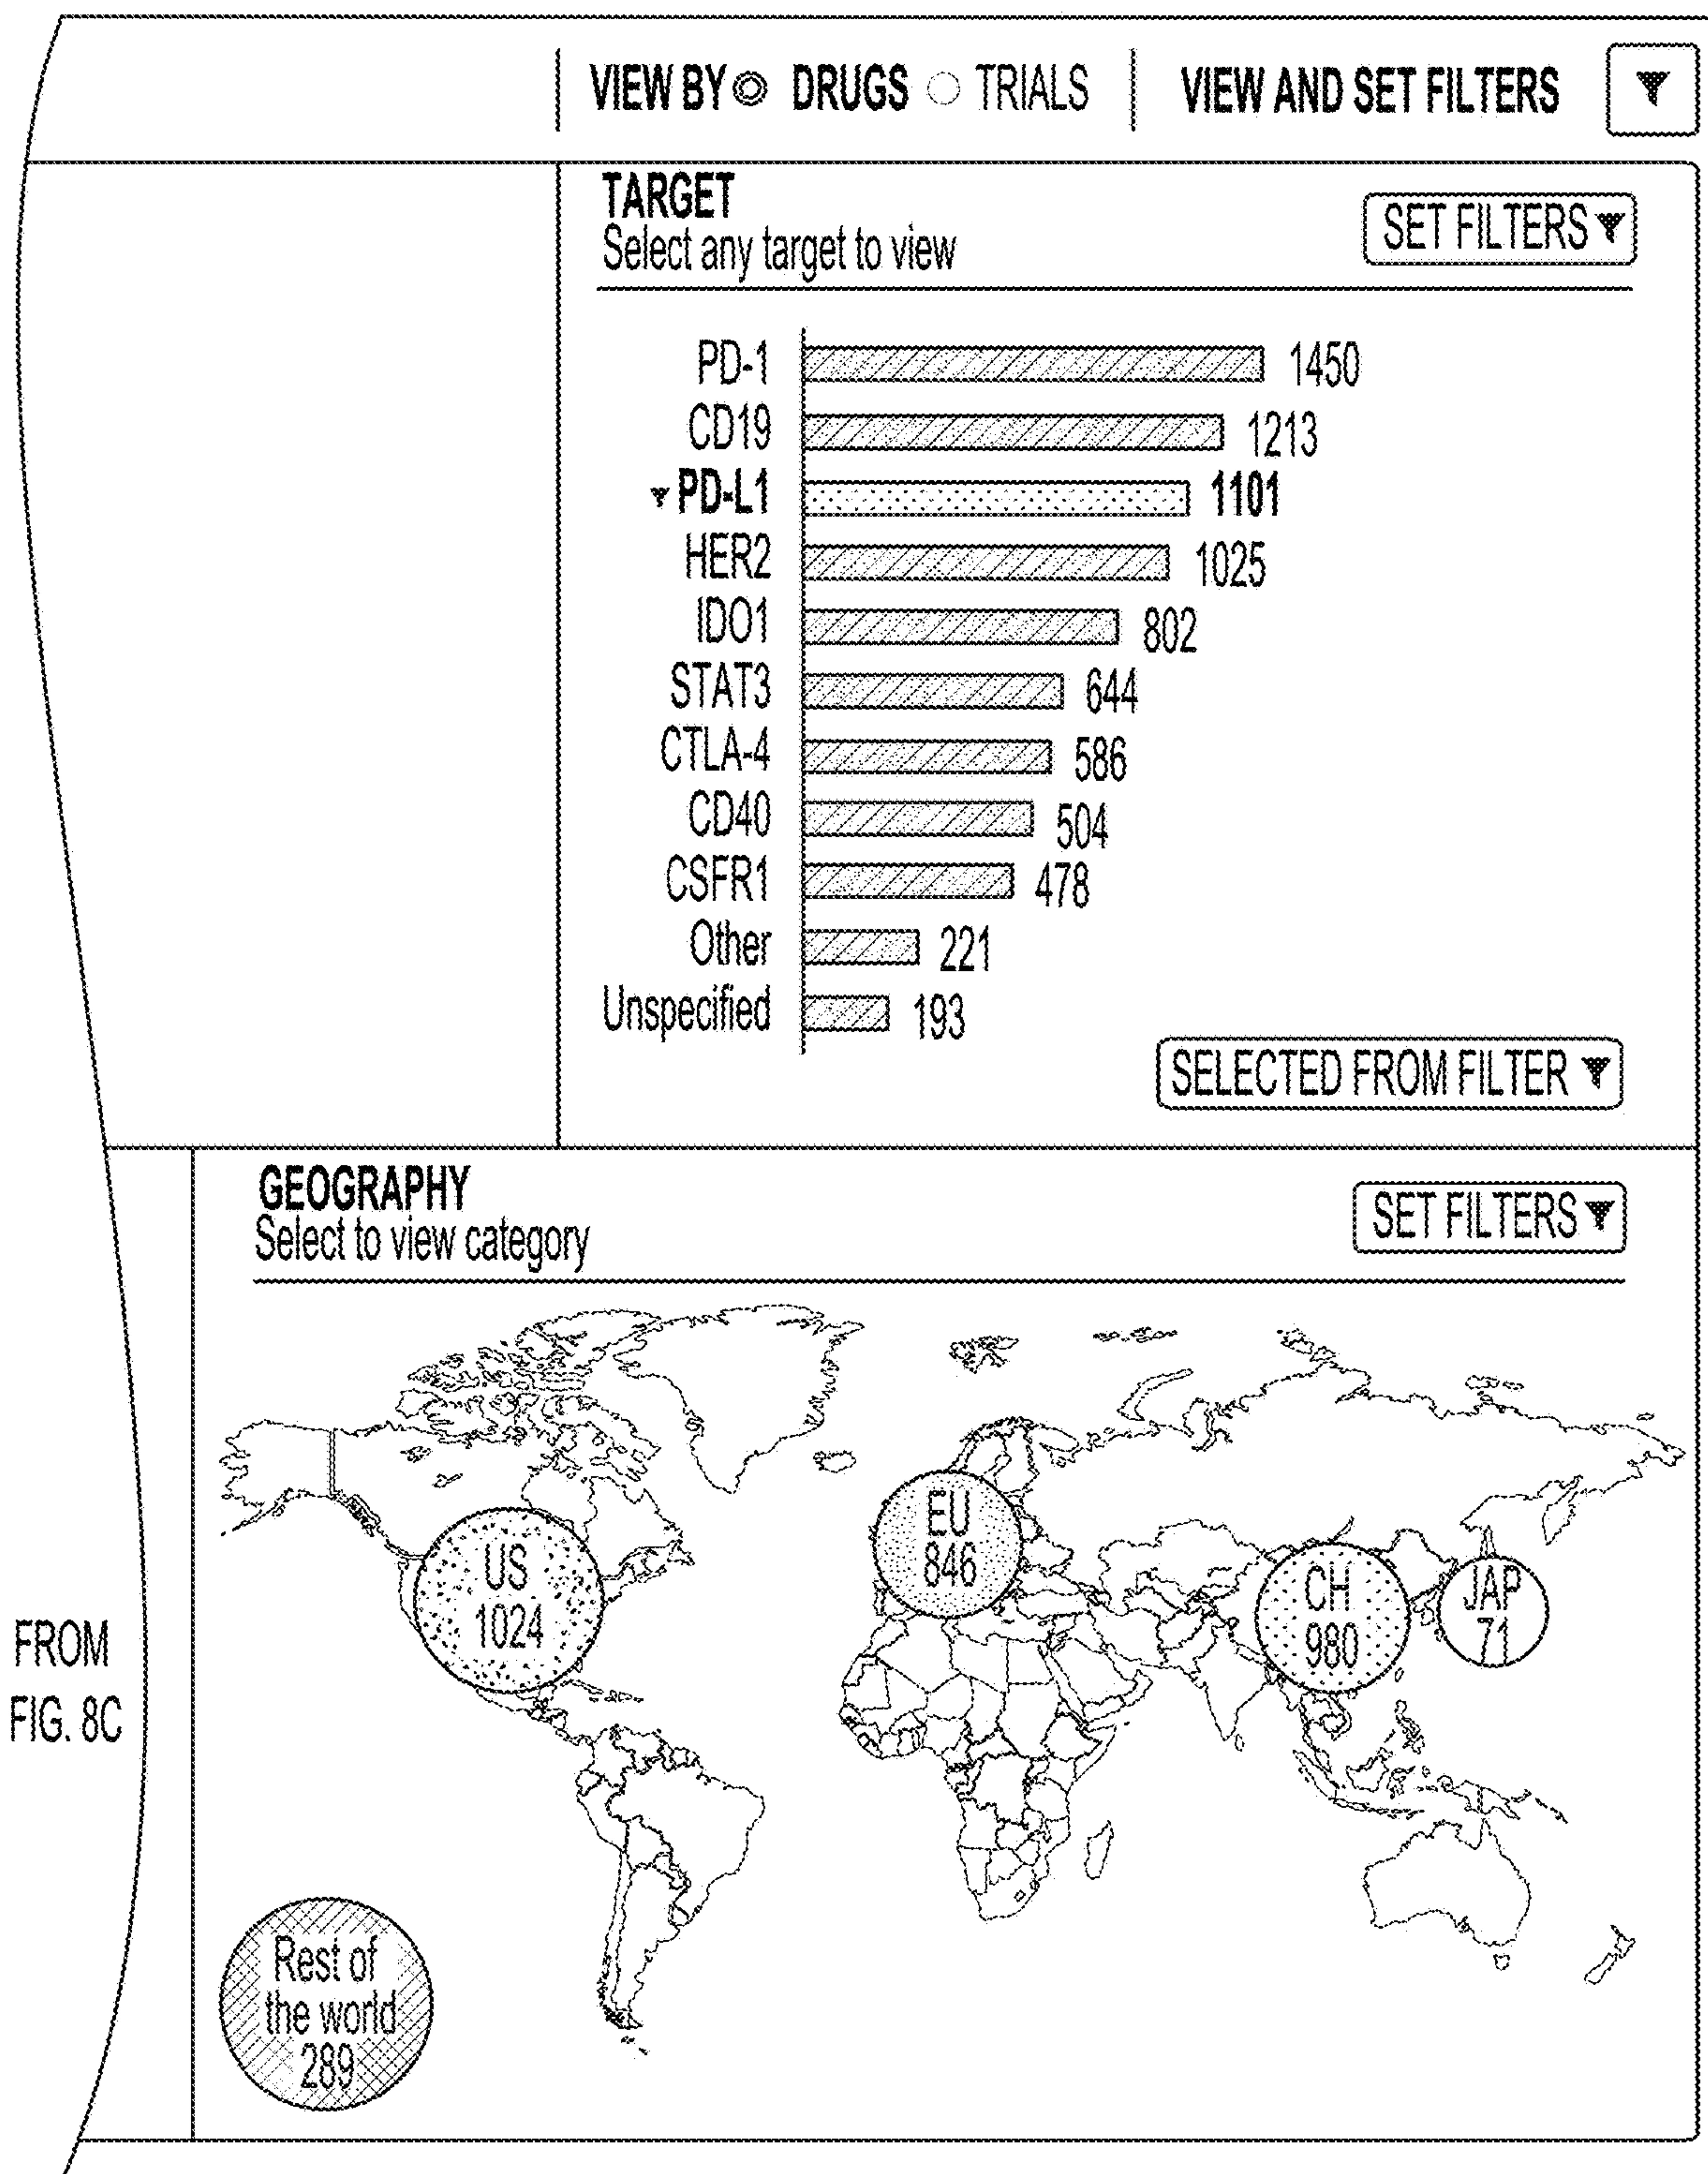 VIEW BY DRUGS TRIALS VIEW AND SET FILTERS
TARGET
Select any target to view
SET FILTERS
PD-1 1450
CD19 1213
PD-L1 1101
HER2 1025
IDO1 802
STAT3 644
CTLA-4 586
CD40 504
CSFR1 478
Other 221
Unspecified 193
SELECTED FROM FILTER
GEOGRAPHY
Select to view category
SET FILTERS
US
1024
EU
846
CH
980
JAP
71
FROM
FIG. 8C
Rest of
the world
289